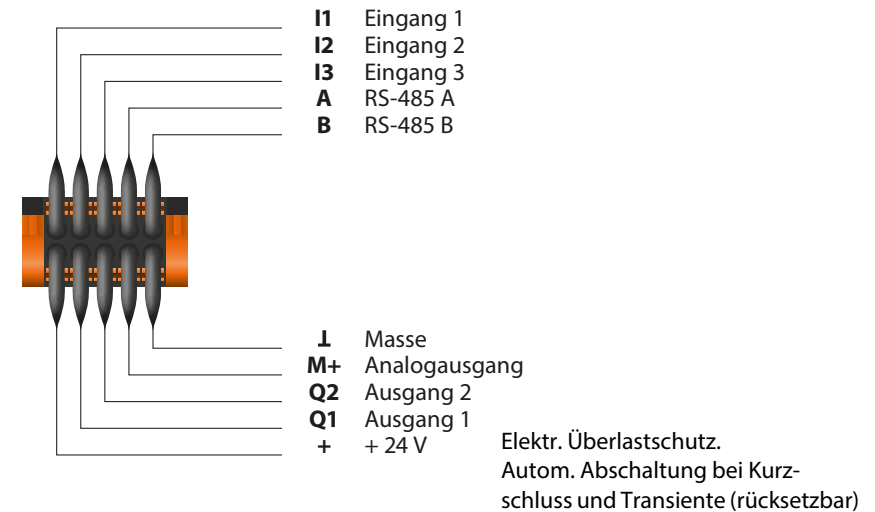 I1 Eingang 1
I2 Eingang 2
I3 Eingang 3
A RS-485 A
B RS-485 B
⊥ Masse
M+ Analogausgang
Q2 Ausgang 2
Q1 Ausgang 1
+ + 24 V
Elektr. Überlastschutz.
Autom. Abschaltung bei Kurz-
schluss und Transiente (rücksetzbar)